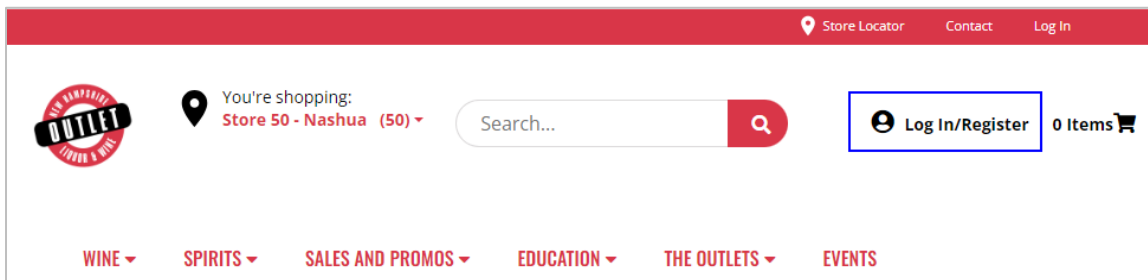 Store Locator Contact Log In
NEW HAMPSHIRE
OUTLET
LIQUOR & WINE
You're shopping:
Store 50 - Nashua (50)
Search...
Log In/Register
0 Items
WINE SPIRITS SALES AND PROMOS EDUCATION THE OUTLETS EVENTS